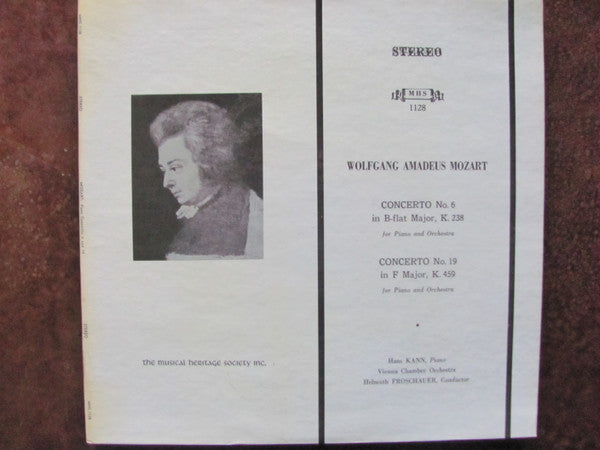 STEREO
MHS
1128
WOLFGANG AMADEUS MOZART
CONCERTO No. 6
in B-flat Major, K. 238
for Piano and Orchestra
CONCERTO No. 19
in F Major, K. 459
for Piano and Orchestra
Hans KANN, Piano
Vienna Chamber Orchestra
Helmuth FROSCHAUER, Conductor
the musical heritage society inc.